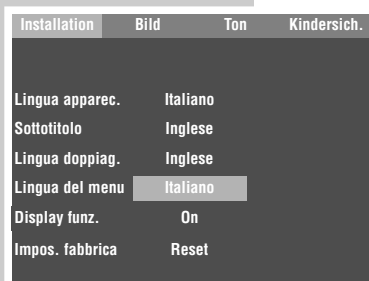 Installation Bild Ton Kindersich.
Lingua apparec. Italiano
Sottotitolo Inglese
Lingua doppiag. Inglese
Lingua del menu Italiano
Display funz. On
Impos. fabbrica Reset